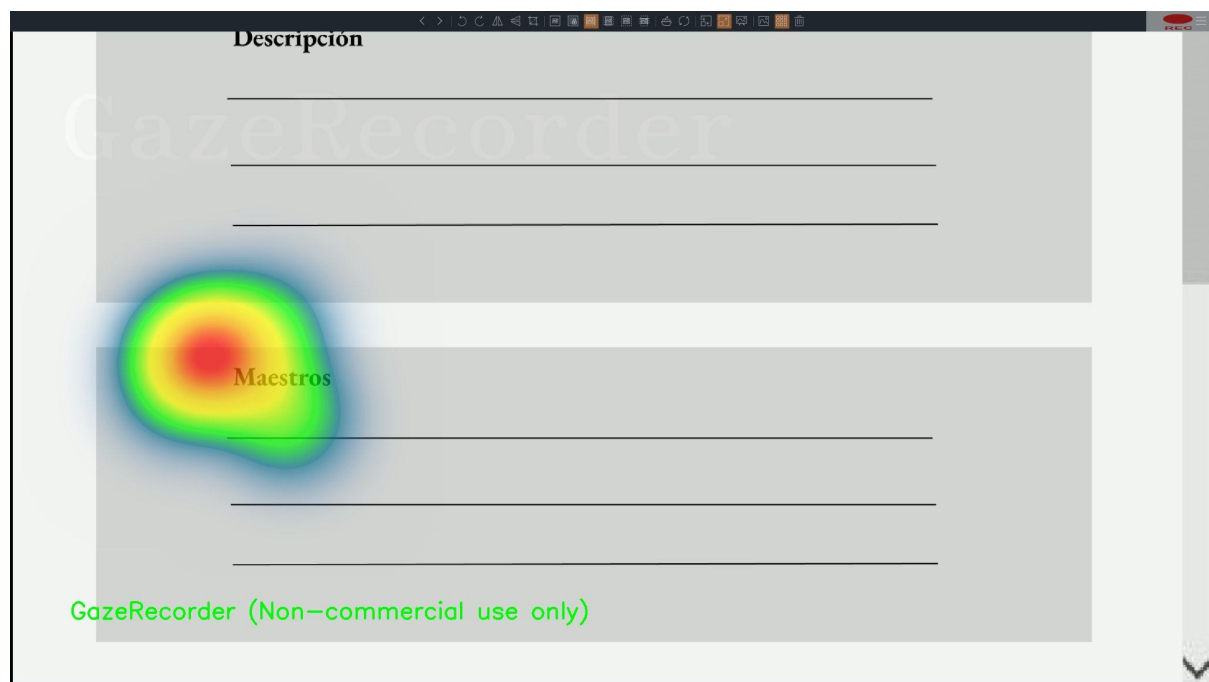 REC
Descripción
GazeRecorder
Maestros
GazeRecorder (Non-commercial use only)